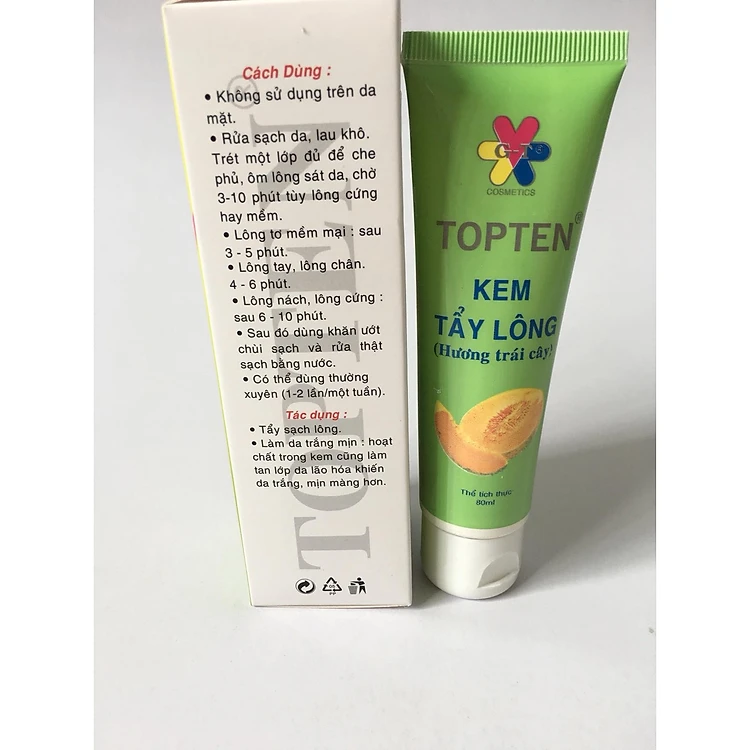 Cách Dùng :
• Không sử dụng trên da
mặt.
• Rửa sạch da, lau khô.
Trét một lớp đủ để che
phủ, ôm lông sát da, chờ
3-10 phút tùy lông cứng
hay mềm.
• Lông tơ mềm mại : sau
3 - 5 phút.
• Lông tay, lông chân.
4 - 6 phút.
• Lông nách, lông cứng :
sau 6 - 10 phút.
• Sau đó dùng khăn ướt
chùi sạch và rửa thật
sạch bằng nước.
• Có thể dùng thường
xuyên (1-2 lần/một tuần).
Tác dụng :
• Tẩy sạch lông.
• Làm da trắng mịn : hoạt
chất trong kem cũng làm
tan lớp da lão hóa khiến
da trắng, mịn màng hơn.
TOPTEN®
PP
COSMETICS
TOPTEN®
KEM
TẨY LÔNG
(Hương trái cây)
Thể tích thực
80ml